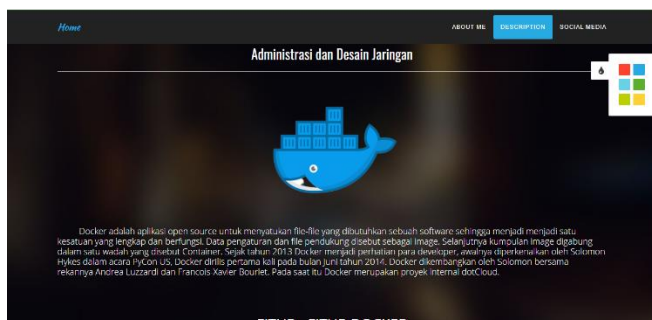 Home
ABOUT ME DESCRIPTION SOCIAL MEDIA
Administrasi dan Desain Jaringan
Docker adalah aplikasi open source untuk menyatukan file-file yang dibutuhkan sebuah software sehingga menjadi menjadi satu
kesatuan yang lengkap dan berfungsi. Data pengaturan dan file pendukung disebut sebagai image. Selanjutnya kumpulan image digabung
dalam satu wadah yang disebut Container. Sejak tahun 2013 Docker menjadi perhatian para developer, awalnya diperkenalkan oleh Solomon
Hykes dalam acara PyCon US, Docker dirilis pertama kali pada bulan Juni tahun 2014. Docker dikembangkan oleh Solomon bersama
rekannya Andrea Luzzardi dan Francois-Xavier Bourlet. Pada saat itu Docker merupakan proyek internal dotCloud.